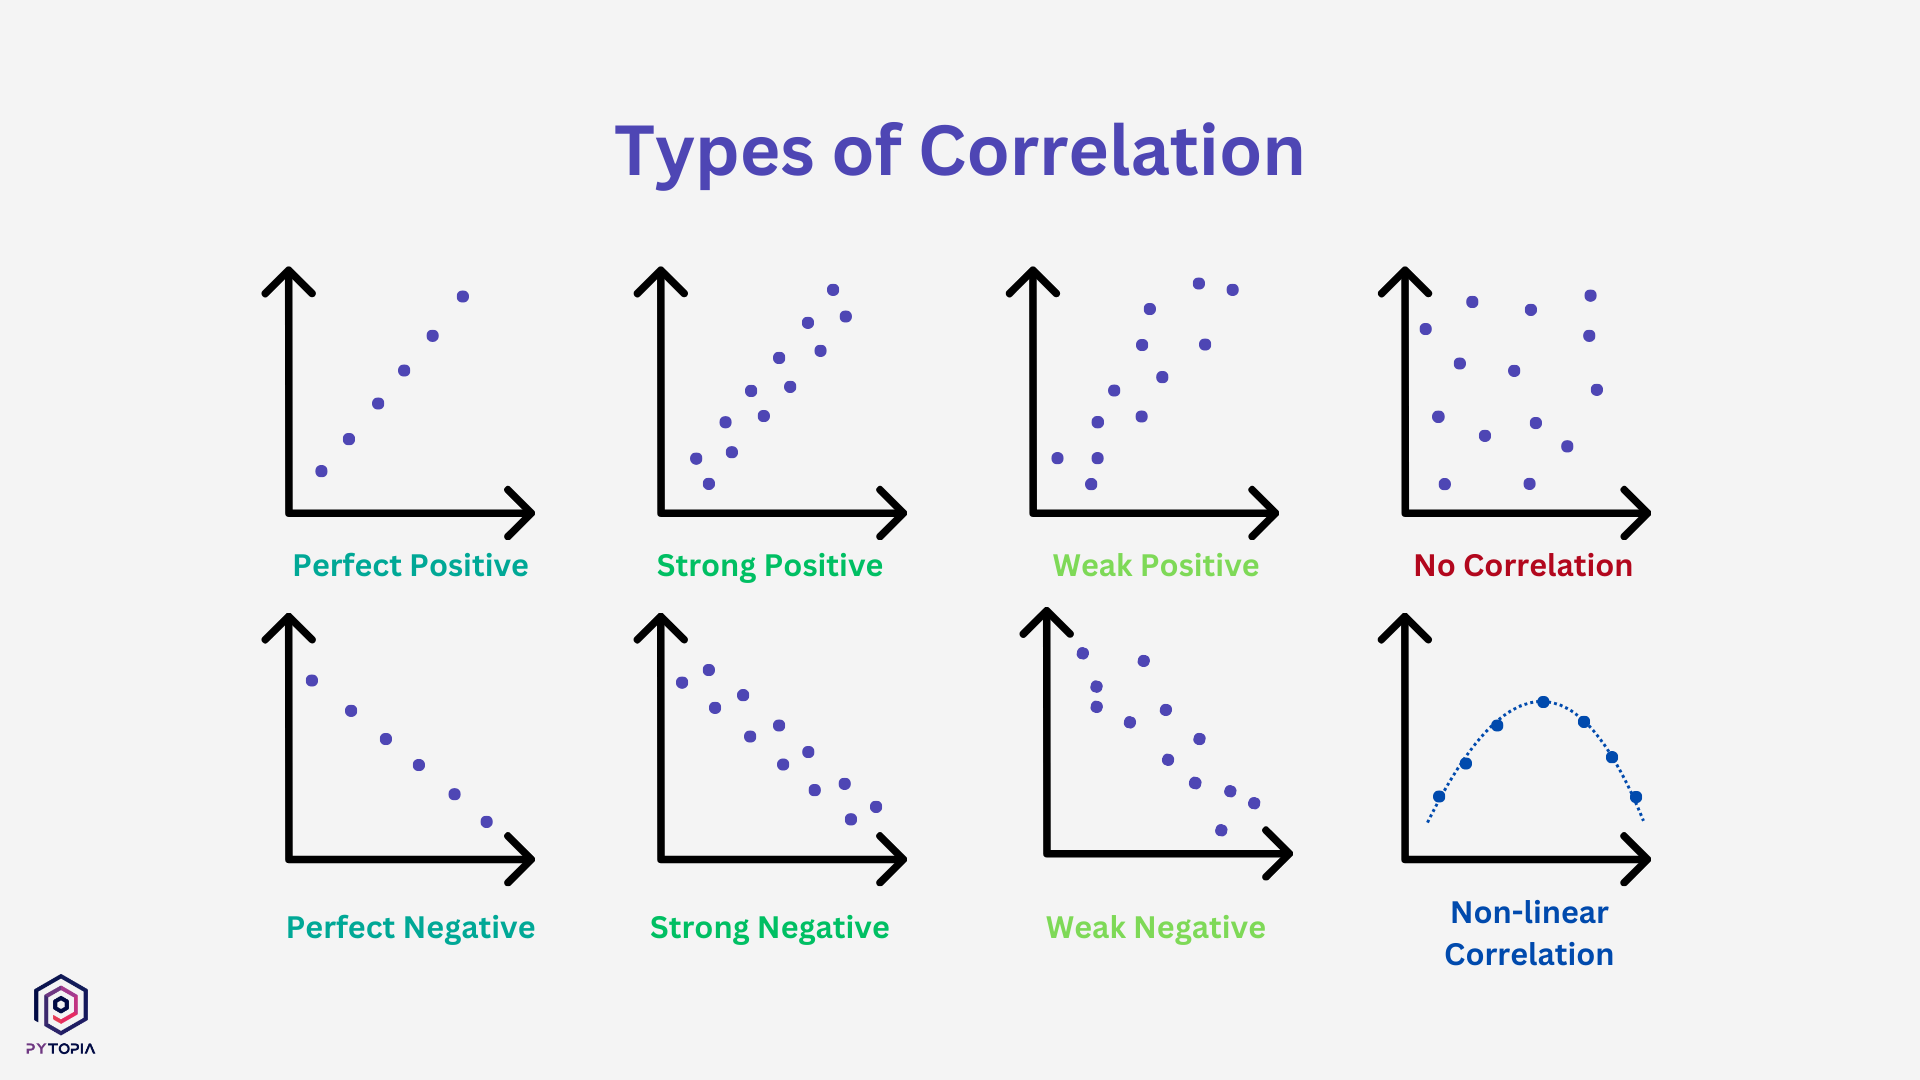 Types of Correlation
Perfect Positive
Strong Positive
Weak Positive
No Correlation
Perfect Negative
Strong Negative
Weak Negative
Non-linear
Correlation
PYTOPIA